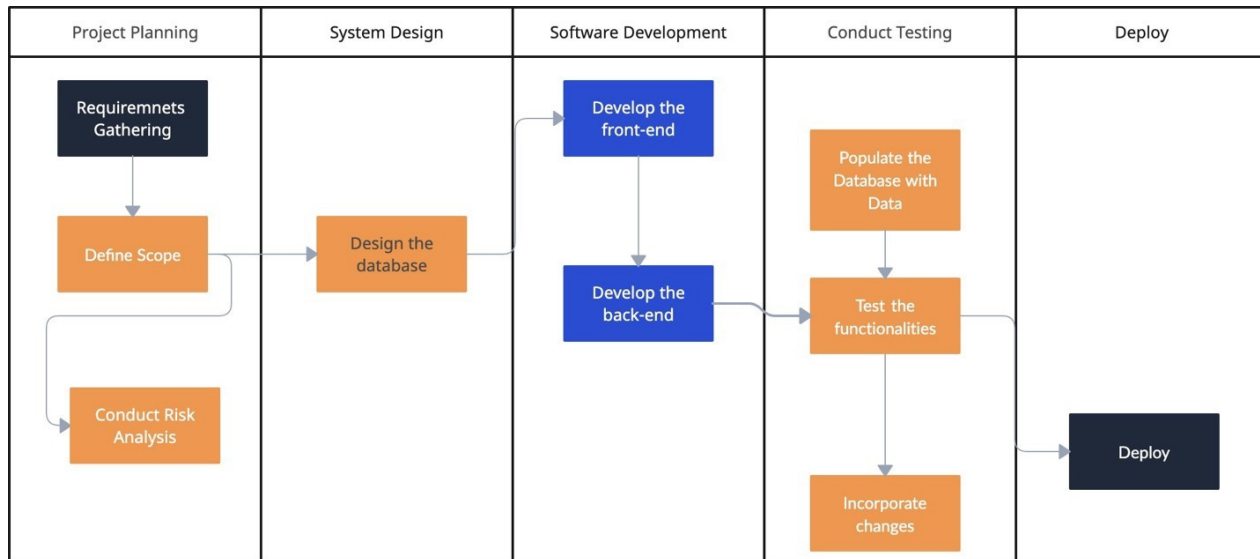 Project Planning
System Design
Software Development
Conduct Testing
Deploy
Requiremnets
Gathering
Define Scope
Conduct Risk
Analysis
Design the
database
Develop the
front-end
Develop the
back-end
Populate the
Database with
Data
Test the
functionalities
Incorporate
changes
Deploy